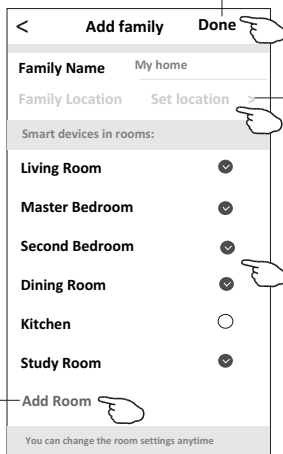 < Add family Done
Family Name My home
Family Location Set location >
Smart devices in rooms:
Living Room
Master Bedroom
Second Bedroom
Dining Room
Kitchen
Study Room
Add Room
You can change the room settings anytime